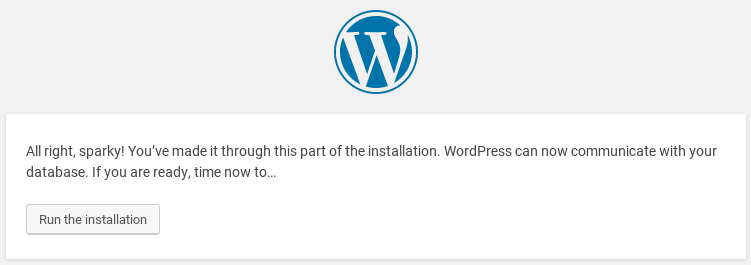 All right, sparky! You’ve made it through this part of the installation. WordPress can now communicate with your
database. If you are ready, time now to…
Run the installation